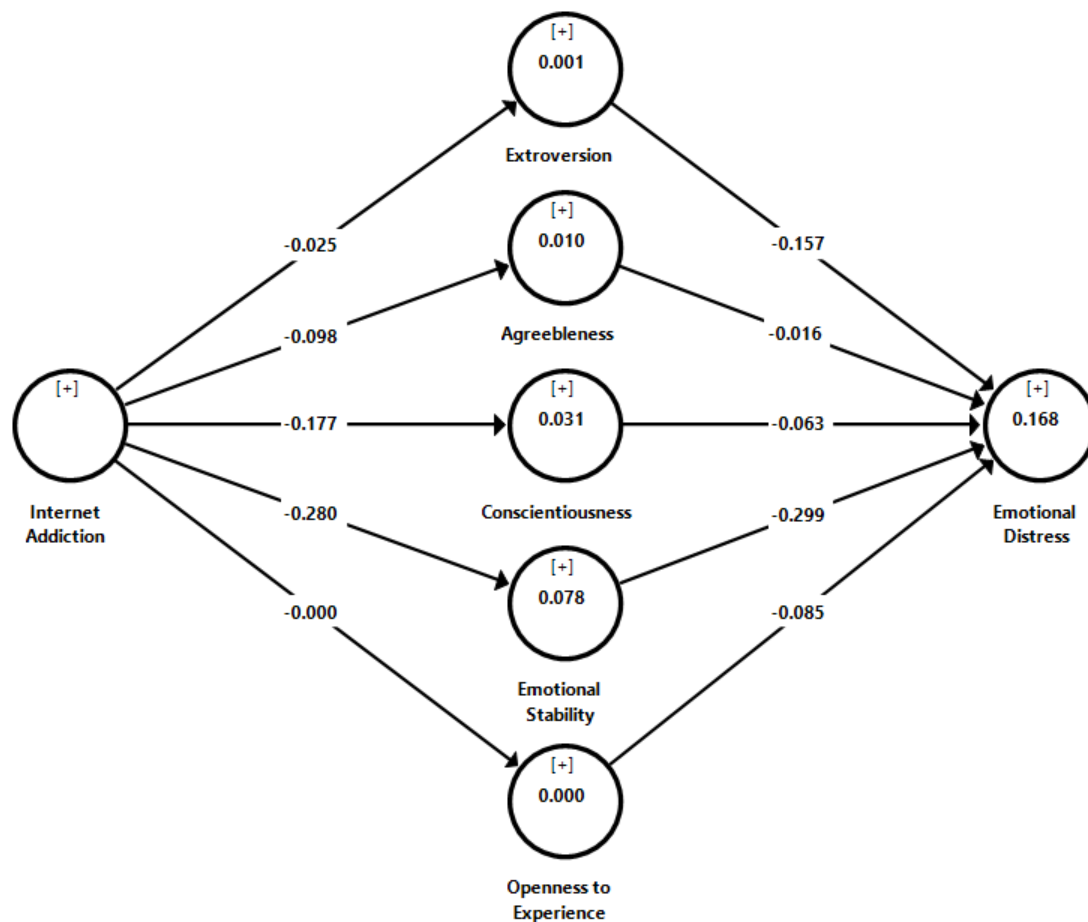 [+]
0.001
Extroversion
-0.025
-0.157
[+]
0.010
Agreebleness
-0.098
-0.016
[+]
Internet
Addiction
-0.177
[+]
0.031
Conscientiousness
-0.063
[+]
0.168
Emotional
Distress
-0.280
-0.299
[+]
0.078
Emotional
Stability
-0.000
-0.085
[+]
0.000
Openness to
Experience